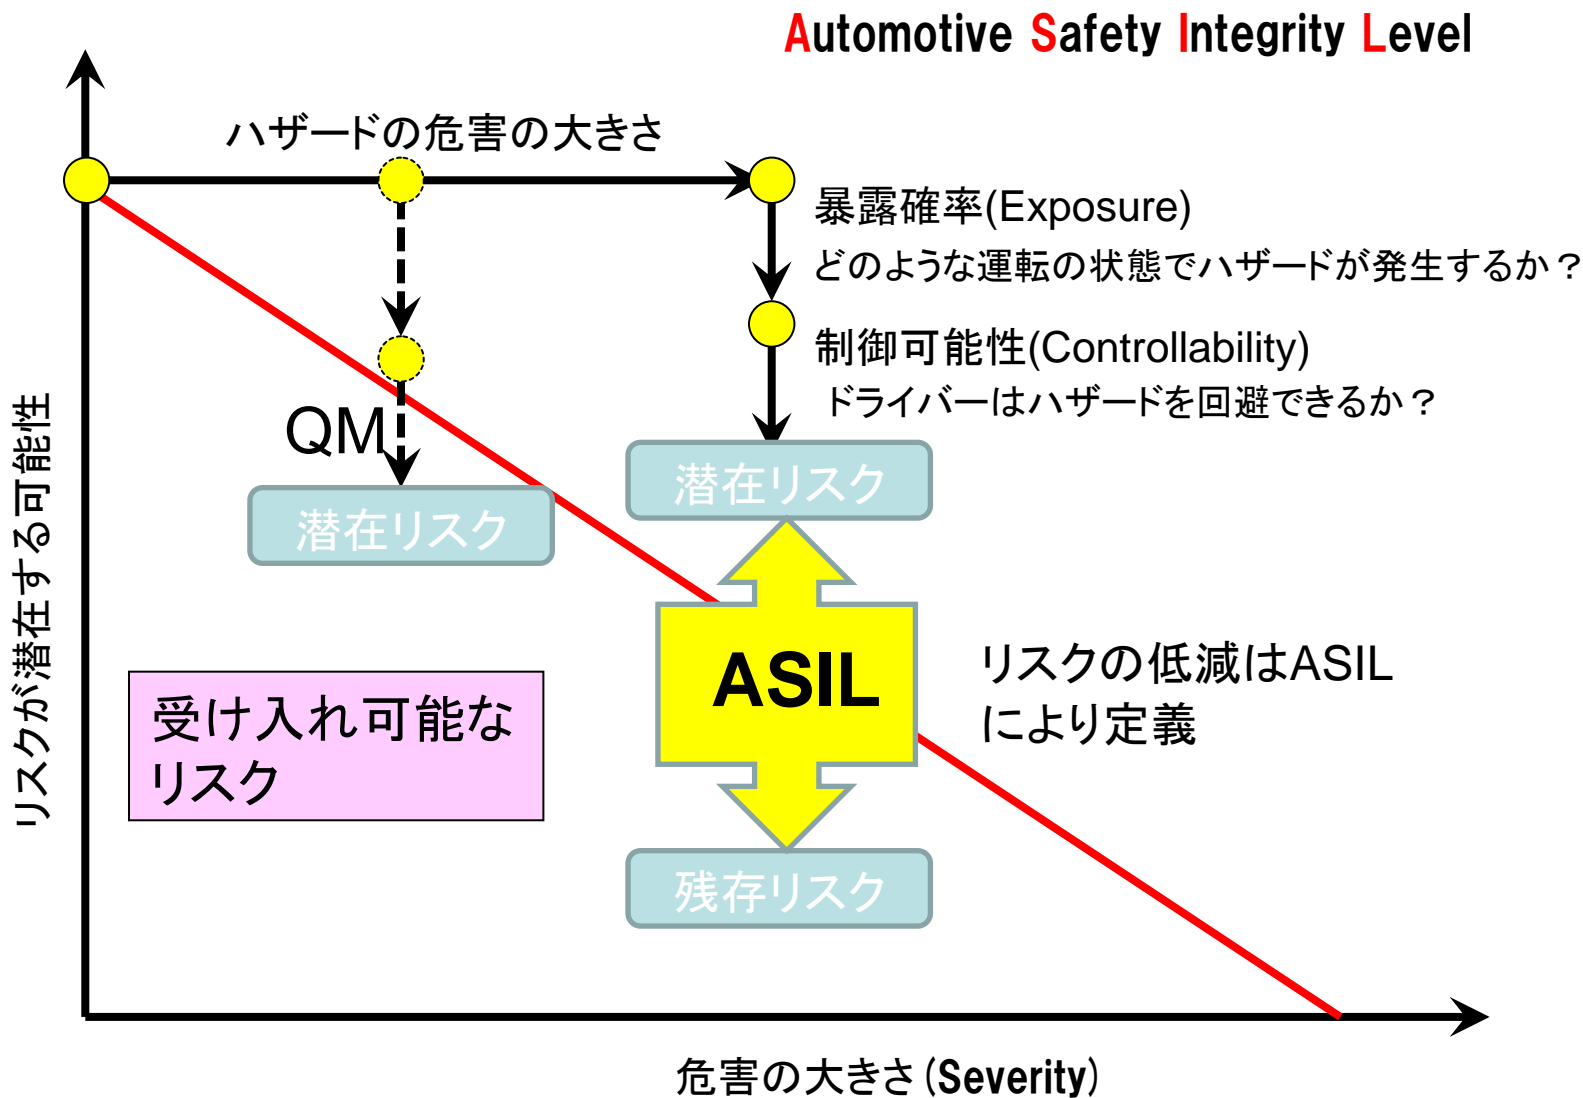 Automotive Safety Integrity Level
ハザードの危害の大きさ
暴露確率(Exposure)
どのような運転の状態でハザードが発生するか？
制御可能性(Controllability)
ドライバーはハザードを回避できるか？
QM
潜在リスク
潜在リスク
リスクが潜在する可能性
ASIL
リスクの低減はASIL
により定義
受け入れ可能な
リスク
残存リスク
危害の大きさ(Severity)